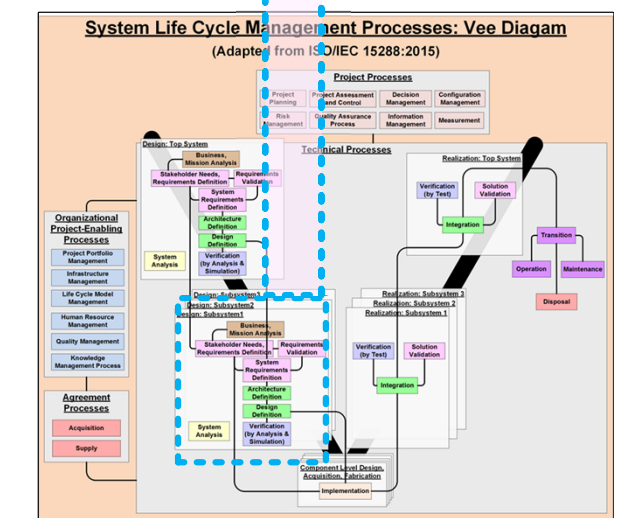 System Life Cycle Management Processes: Vee Diagam
(Adapted from ISO/IEC 15288:2015)
Project Processes
Project
Planning
Project Assessment
and Control
Decision
Management
Configuration
Management
Risk
Management
Quality Assurance
Process
Information
Management
Measurement
Technical Processes
Design: Top System
Business,
Mission Analysis
Stakeholder Needs,
Requirements Definition
Requirements
Validation
System
Requirements
Definition
Architecture
Definition
Design
Definition
System
Analysis
Verification
(by Analysis &
Simulation)
Realization: Top System
Verification
(by Test)
Solution
Validation
Integration
Transition
Operation
Maintenance
Disposal
Organizational
Project-Enabling
Processes
Project Portfolio
Management
Infrastructure
Management
Life Cycle Model
Management
Human Resource
Management
Quality Management
Knowledge
Management Process
Agreement
Processes
Acquisition
Supply
Design: Subsystem3
Design: Subsystem2
Design: Subsystem1
Business,
Mission Analysis
Stakeholder Needs,
Requirements Definition
Requirements
Validation
System
Requirements
Definition
Architecture
Definition
Design
Definition
System
Analysis
Verification
(by Analysis &
Simulation)
Realization: Subsystem 3
Realization: Subsystem 2
Realization: Subsystem 1
Verification
(by Test)
Solution
Validation
Integration
Component Level Design,
Acquisition, Fabrication
Implementation